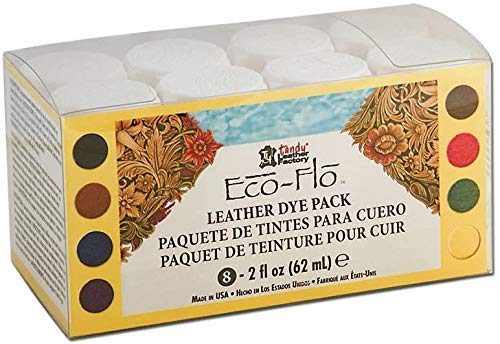 tandy®
Leather
Factory
Eco-Flo™
LEATHER DYE PACK
PAQUETE DE TINTES PARA CUERO
PAQUET DE TEINTURE POUR CUIR
8 - 2 fl oz (62 mL) ℮
MADE IN USA • HECHO EN LOS ESTADOS UNIDOS • FABRIQUÉ AUX ÉTATS-UNIS